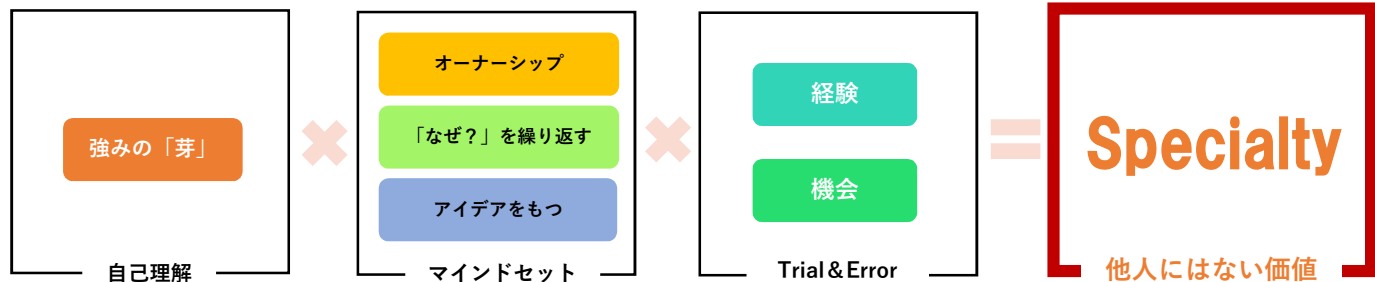 強みの「芽」
自己理解
オーナーシップ
「なぜ？」を繰り返す
アイデアをもつ
マインドセット
経験
機会
Trial＆Error
Specialty
他人にはない価値